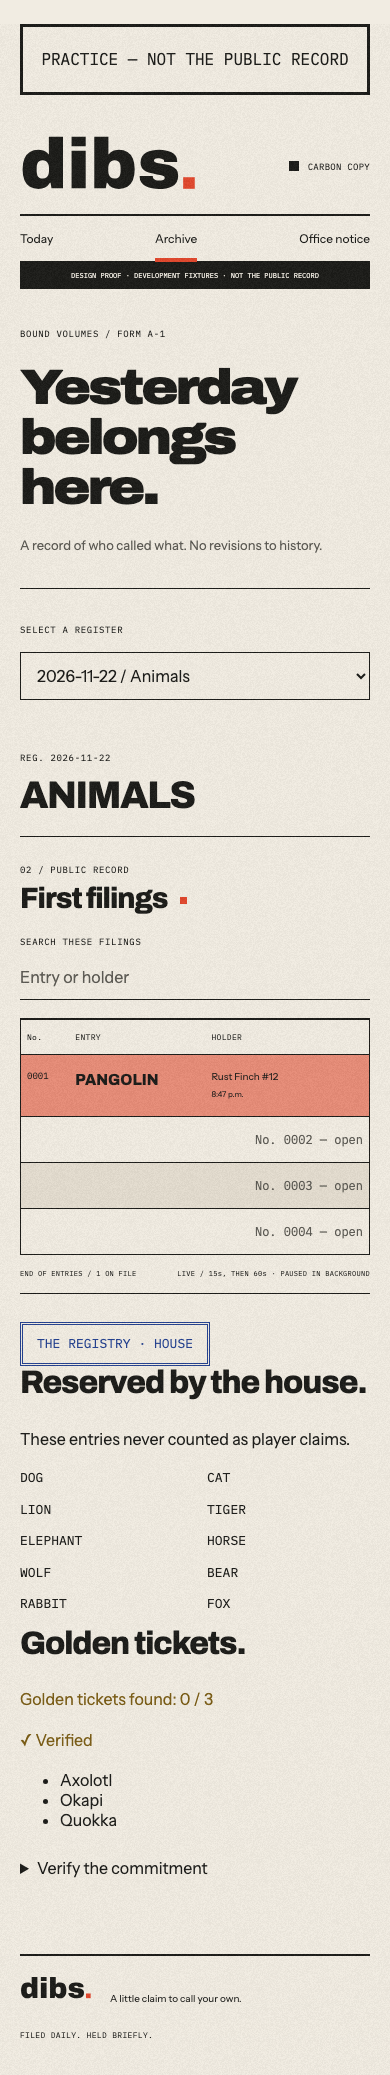 PRACTICE — NOT THE PUBLIC RECORD
dibs.
CARBON COPY
Today Archive Office notice
DESIGN PROOF · DEVELOPMENT FIXTURES · NOT THE PUBLIC RECORD
BOUND VOLUMES / FORM A-1
Yesterday
belongs
here.
A record of who called what. No revisions to history.
SELECT A REGISTER
2026-11-22 / Animals
REG. 2026-11-22
ANIMALS
02 / PUBLIC RECORD
First filings
SEARCH THESE FILINGS
Entry or holder
No. ENTRY HOLDER
0001 PANGOLIN Rust Finch #12
8:47 p.m.
No. 0002 — open
No. 0003 — open
No. 0004 — open
END OF ENTRIES / 1 ON FILE LIVE / 15s, THEN 60s · PAUSED IN BACKGROUND
THE REGISTRY · HOUSE
Reserved by the house.
These entries never counted as player claims.
DOG CAT
LION TIGER
ELEPHANT HORSE
WOLF BEAR
RABBIT FOX
Golden tickets.
Golden tickets found: 0 / 3
✓ Verified
• Axolotl
• Okapi
• Quokka
▶ Verify the commitment
dibs. A little claim to call your own.
FILED DAILY. HELD BRIEFLY.